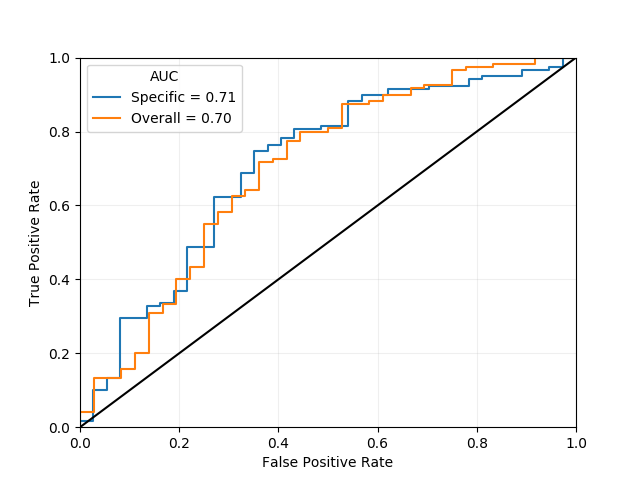 AUC
Specific = 0.71
Overall = 0.70
1.0
0.8
0.6
0.4
0.2
0.0
True Positive Rate
0.0 0.2 0.4 0.6 0.8 1.0
False Positive Rate